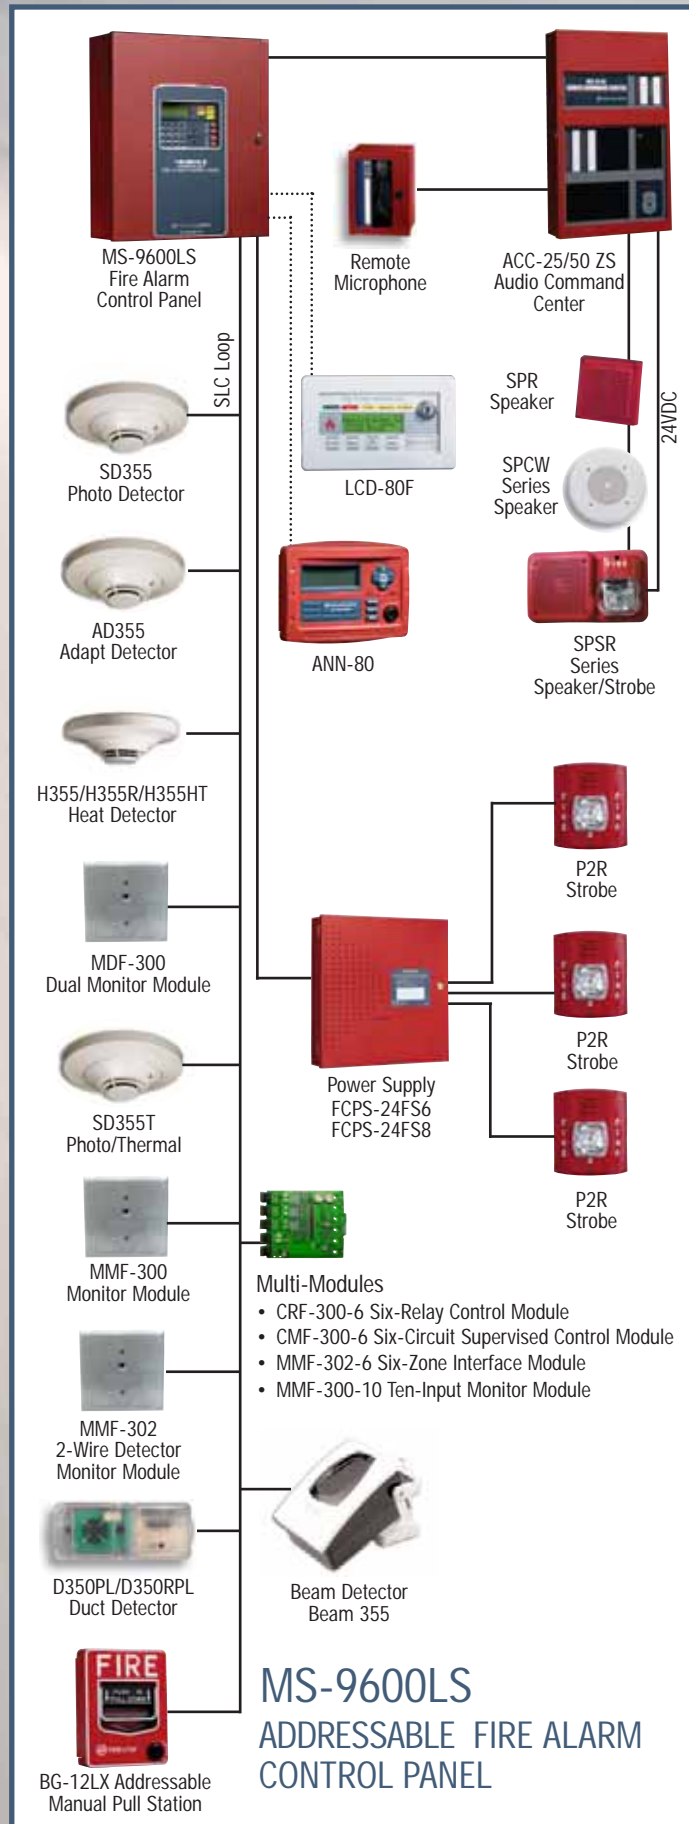 MS-9600LS
Fire Alarm
Control Panel
Remote
Microphone
ACC-25/50 ZS
Audio Command
Center
SLC Loop
SD355
Photo Detector
LCD-80F
SPR
Speaker
24VDC
SPCW
Series
Speaker
AD355
Adapt Detector
ANN-80
SPSR
Series
Speaker/Strobe
H355/H355R/H355HT
Heat Detector
P2R
Strobe
MDF-300
Dual Monitor Module
P2R
Strobe
Power Supply
FCPS-24FS6
FCPS-24FS8
SD355T
Photo/Thermal
P2R
Strobe
MMF-300
Monitor Module
Multi-Modules
• CRF-300-6 Six-Relay Control Module
• CMF-300-6 Six-Circuit Supervised Control Module
• MMF-302-6 Six-Zone Interface Module
• MMF-300-10 Ten-Input Monitor Module
MMF-302
2-Wire Detector
Monitor Module
D350PL/D350RPL
Duct Detector
Beam Detector
Beam 355
FIRE
BG-12LX Addressable
Manual Pull Station
MS-9600LS
ADDRESSABLE FIRE ALARM
CONTROL PANEL